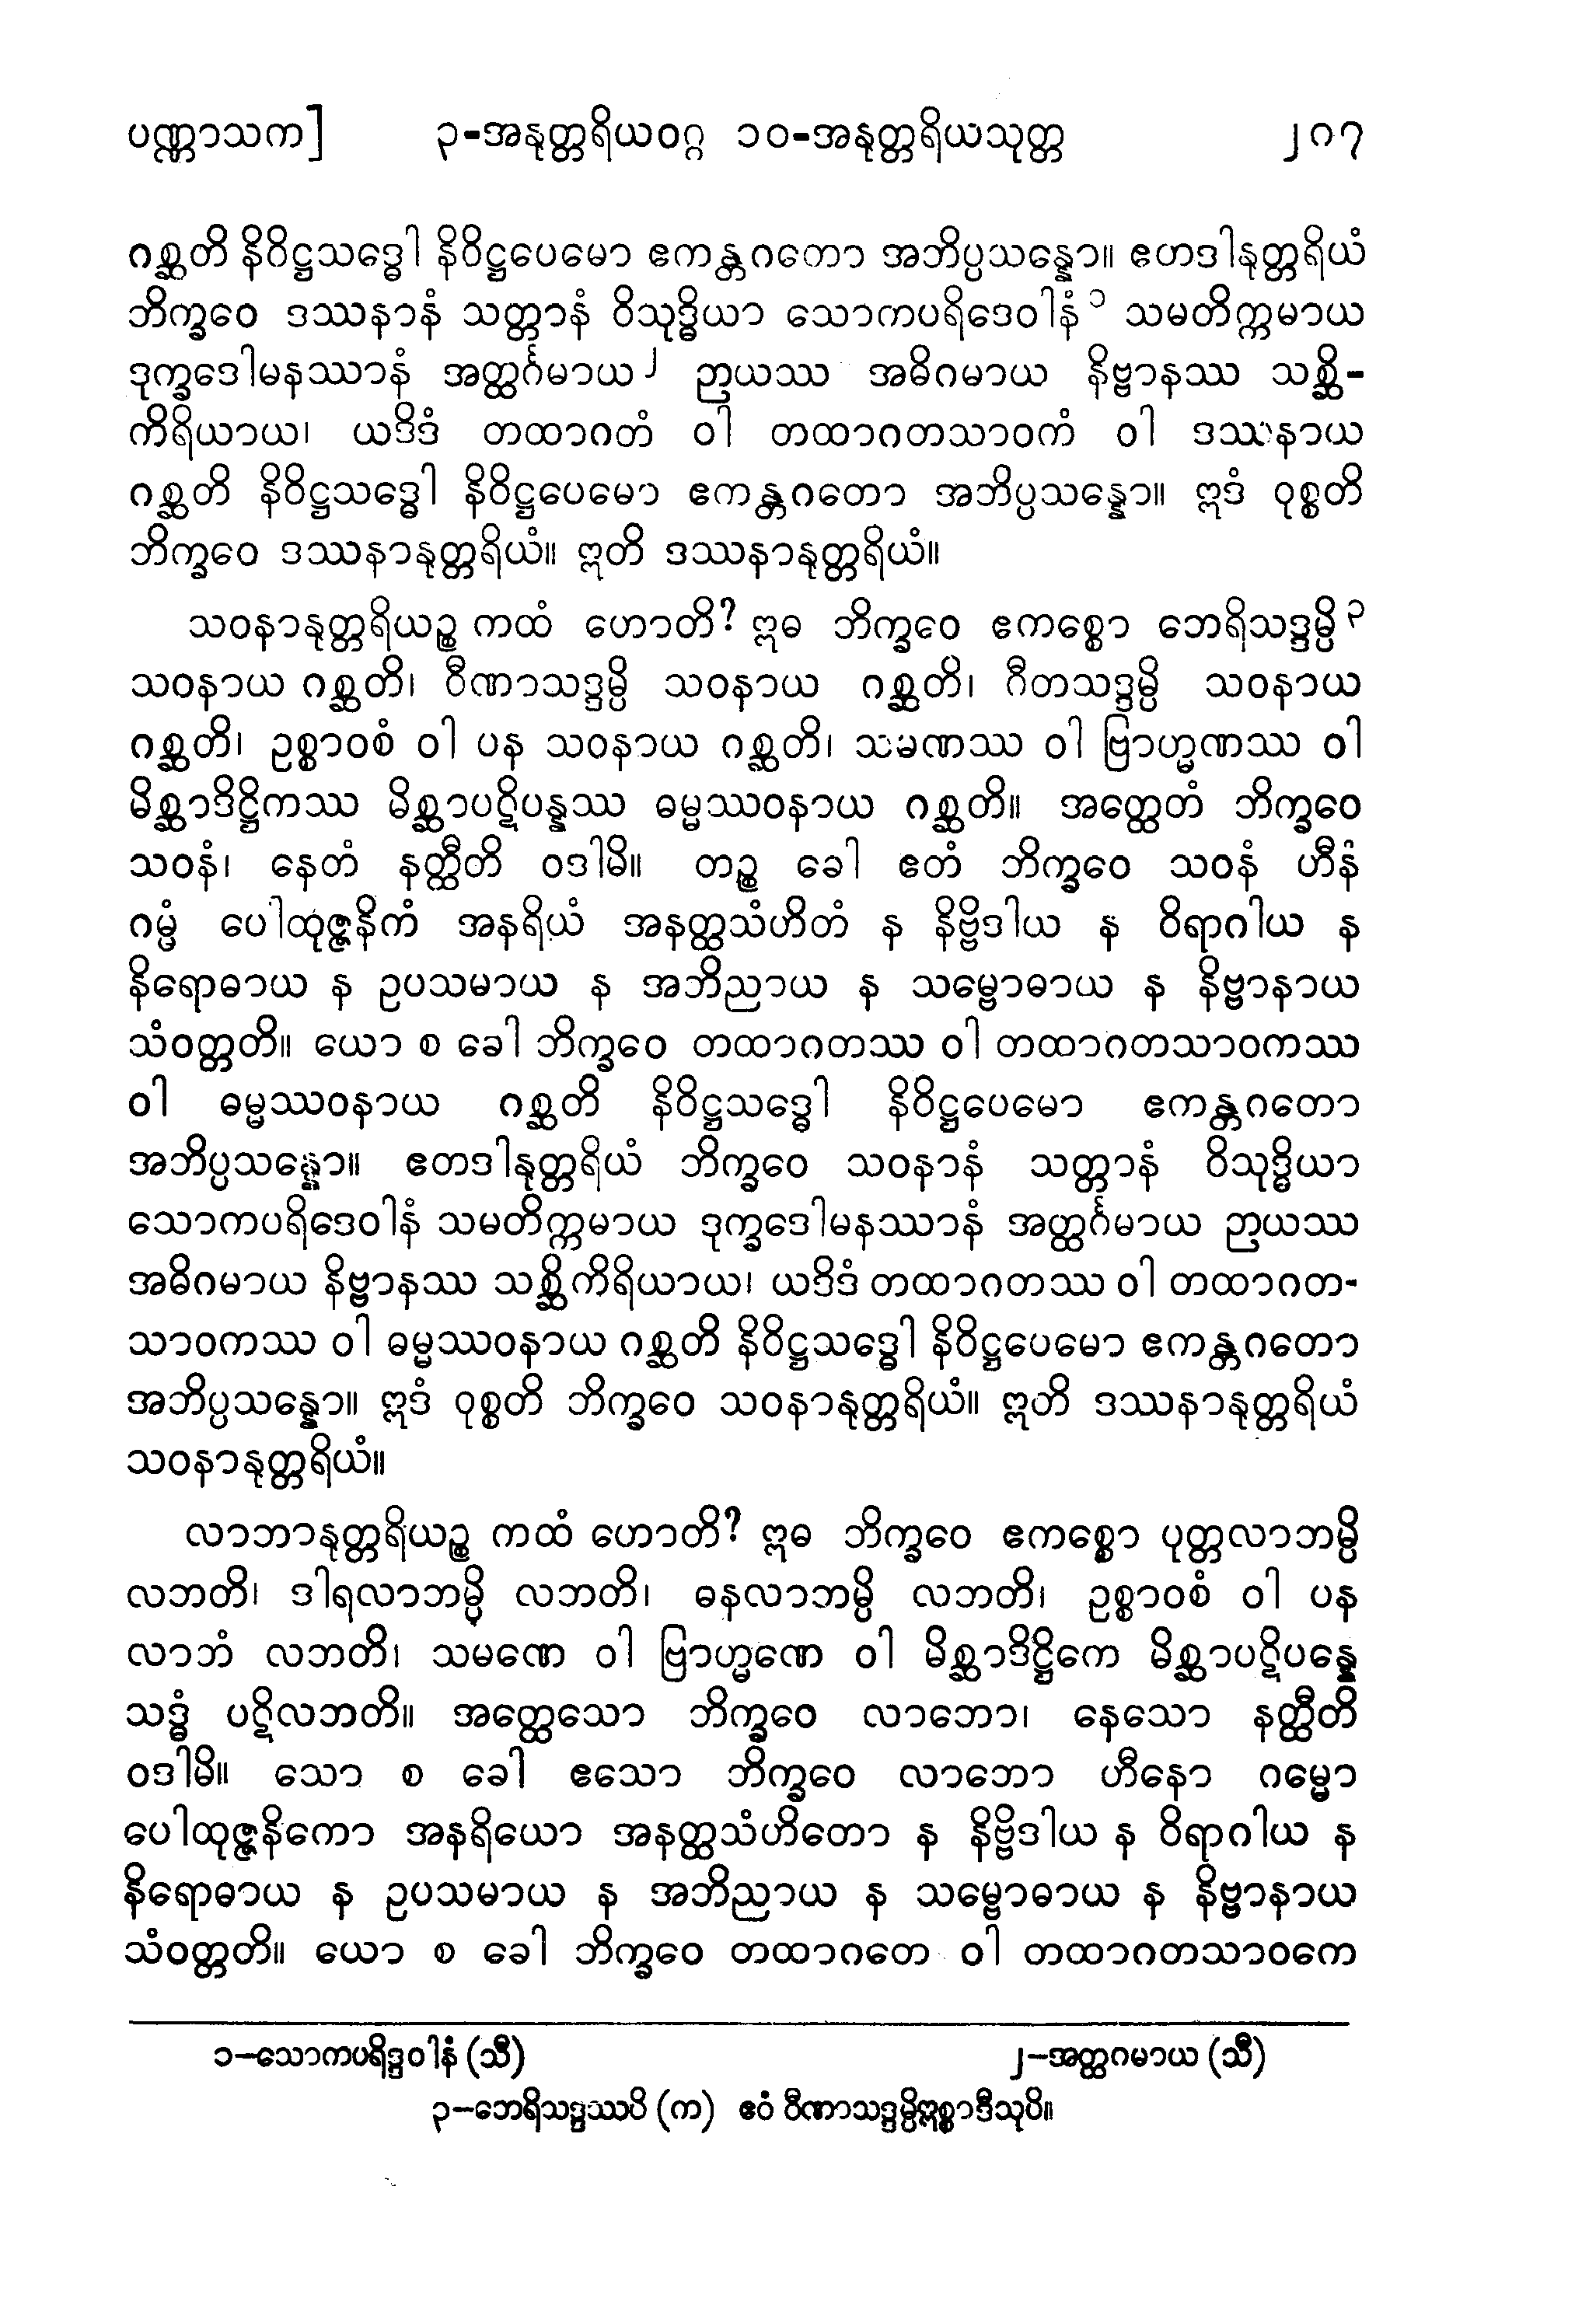 ပဏ္ဏာသက] ၃-အနုတ္တရိယဝဂ္ဂ ၁၀-အနုတ္တရိယသုတ္တ ၂၈၇
ဂစ္ဆတိ နိဝိဋ္ဌသဒ္ဓေါ နိဝိဋ္ဌပေမော ဧကန္တဂကော အဘိပ္ပသန္နော။ ဧဟဒါနုတ္တရိယံ
ဘိက္ခဝေ ဒဿနာနံ သတ္တာနံ ဝိသုဒ္ဓိယာ သောကပရိဒေဝါနံ၁ သမတိက္ကမာယ
ဒုက္ခဒေါမနဿာနံ အတ္ထင်္ဂမာယ၂ ဉာယဿ အဓိဂမာယ နိဗ္ဗာနဿ သစ္ဆိ-
ကိရိယာယ၊ ယဒိဒံ တထာဂတံ ဝါ တထာဂတသာဝကံ ဝါ ဒဿနာယ
ဂစ္ဆတိ နိဝိဋ္ဌသဒ္ဓေါ နိဝိဋ္ဌပေမော ဧကန္တဂတော အဘိပ္ပသန္နော။ ဣဒံ ဝုစ္စတိ
ဘိက္ခဝေ ဒဿနာနုတ္တရိယံ။ ဣတိ ဒဿနာနုတ္တရိယံ။
သဝနာနုတ္တရိယဉ္စ ကထံ ဟောတိ? ဣဓ ဘိက္ခဝေ ဧကစ္စော ဘေရိသဒ္ဒမ္ပိ၃
သဝနာယ ဂစ္ဆတိ၊ ဝီဏာသဒ္ဒမ္ပိ သဝနာယ ဂစ္ဆတိ၊ ဂီတသဒ္ဒမ္ပိ သဝနာယ
ဂစ္ဆတိ၊ ဥစ္စာဝစံ ဝါ ပန သဝနာယ ဂစ္ဆတိ၊ သမဏဿ ဝါ ဗြာဟ္မဏဿ ဝါ
မိစ္ဆာဒိဋ္ဌိကဿ မိစ္ဆာပဋိပန္နဿ ဓမ္မဿဝနာယ ဂစ္ဆတိ။ အတ္ထေတံ ဘိက္ခဝေ
သဝနံ၊ နေတံ နတ္ထီတိ ဝဒါမိ။ တဉ္စ ခေါ ဧတံ ဘိက္ခဝေ သဝနံ ဟီနံ
ဂမ္မံ ပေါထုဇ္ဇနိကံ အနရိယံ အနတ္ထသံဟိတံ န နိဗ္ဗိဒါယ န ဝိရာဂါယ န
နိရောဓာယ န ဥပသမာယ န အဘိညာယ န သမ္ဗောဓာယ န နိဗ္ဗာနာယ
သံဝတ္တတိ။ ယော စ ခေါ ဘိက္ခဝေ တထာဂတဿ ဝါ တထာဂတသာဝကဿ
ဝါ ဓမ္မဿဝနာယ ဂစ္ဆတိ နိဝိဋ္ဌသဒ္ဓေါ နိဝိဋ္ဌပေမော ဧကန္တဂတော
အဘိပ္ပသန္နော။ ဧတဒါနုတ္တရိယံ ဘိက္ခဝေ သဝနာနံ သတ္တာနံ ဝိသုဒ္ဓိယာ
သောကပရိဒေဝါနံ သမတိက္ကမာယ ဒုက္ခဒေါမနဿာနံ အတ္ထင်္ဂမာယ ဉာယဿ
အဓိဂမာယ နိဗ္ဗာနဿ သစ္ဆိကိရိယာယ၊ ယဒိဒံ တထာဂတဿ ဝါ တထာဂတ-
သာဝကဿ ဝါ ဓမ္မဿဝနာယ ဂစ္ဆတိ နိဝိဋ္ဌသဒ္ဓေါ နိဝိဋ္ဌပေမော ဧကန္တဂတော
အဘိပ္ပသန္နော။ ဣဒံ ဝုစ္စတိ ဘိက္ခဝေ သဝနာနုတ္တရိယံ။ ဣတိ ဒဿနာနုတ္တရိယံ
သဝနာနုတ္တရိယံ။
လာဘာနုတ္တရိယဉ္စ ကထံ ဟောတိ? ဣဓ ဘိက္ခဝေ ဧကစ္စော ပုတ္တလာဘမ္ပိ
လဘတိ၊ ဒါရလာဘမ္ပိ လဘတိ၊ ဓနလာဘမ္ပိ လဘတိ၊ ဥစ္စာဝစံ ဝါ ပန
လာဘံ လဘတိ၊ သမဏေ ဝါ ဗြာဟ္မဏေ ဝါ မိစ္ဆာဒိဋ္ဌိကေ မိစ္ဆာပဋိပန္နေ
သဒ္ဓံ ပဋိလဘတိ။ အတ္ထေသော ဘိက္ခဝေ လာဘော၊ နေသော နတ္ထီတိ
ဝဒါမိ။ သော စ ခေါ ဧသော ဘိက္ခဝေ လာဘော ဟီနော ဂမ္မော
ပေါထုဇ္ဇနိကော အနရိယော အနတ္ထသံဟိတော န နိဗ္ဗိဒါယ န ဝိရာဂါယ န
နိရောဓာယ န ဥပသမာယ န အဘိညာယ န သမ္ဗောဓာယ န နိဗ္ဗာနာယ
သံဝတ္တတိ။ ယော စ ခေါ ဘိက္ခဝေ တထာဂတေ ဝါ တထာဂတသာဝကေ
၁-သောကပရိဒ္ဒဝါနံ (သီ) ၂-အတ္ထဂမာယ (သီ)
၃-ဘေရိသဒ္ဒဿပိ (က) ဧဝံ ဝီဏာသဒ္ဒမ္ပိဣစ္စာဒီသုပိ။